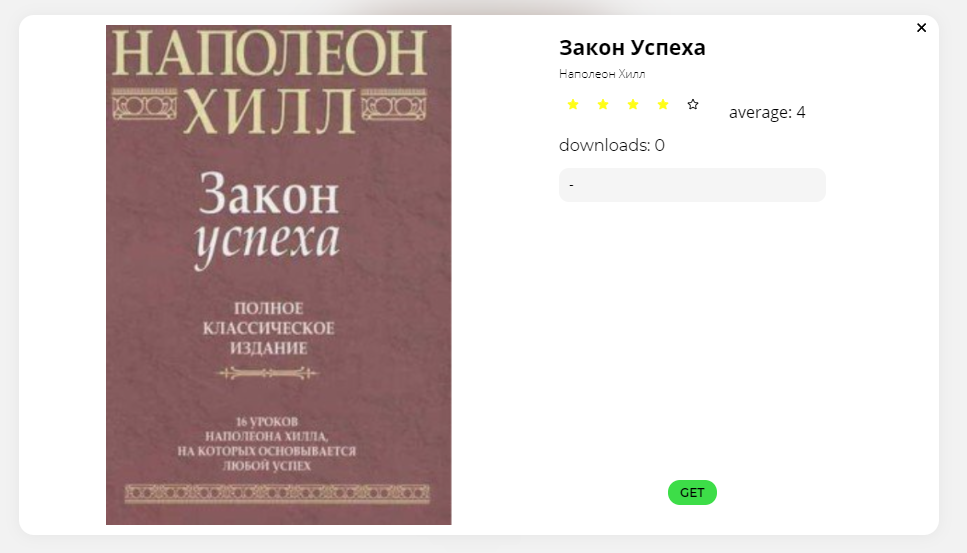 НАПОЛЕОН
ХИЛЛ
Закон
успеха
ПОЛНОЕ
КЛАССИЧЕСКОЕ
ИЗДАНИЕ
16 УРОКОВ
НАПОЛЕОНА ХИЛЛА,
НА КОТОРЫХ ОСНОВЫВАЕТСЯ
ЛЮБОЙ УСПЕХ
Закон Успеха
Наполеон Хилл
average: 4
downloads: 0
-
GET